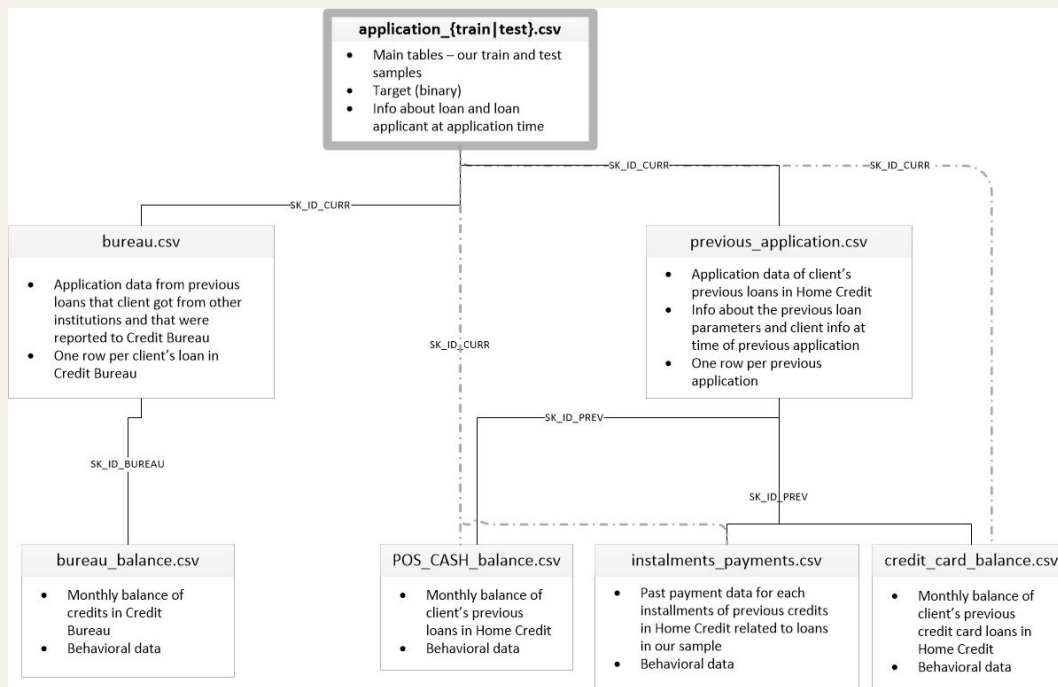 application_{train|test}.csv
• Main tables – our train and test
samples
• Target (binary)
• Info about loan and loan
applicant at application time
SK_ID_CURR
SK_ID_CURR
SK_ID_CURR
bureau.csv
• Application data from previous
loans that client got from other
institutions and that were
reported to Credit Bureau
• One row per client's loan in
Credit Bureau
previous_application.csv
• Application data of client's
previous loans in Home Credit
• Info about the previous loan
parameters and client info at
time of previous application
• One row per previous
application
SK_ID_CURR
SK_ID_PREV
SK_ID_BUREAU
SK_ID_PREV
bureau_balance.csv
• Monthly balance of
credits in Credit
Bureau
• Behavioral data
POS_CASH_balance.csv
• Monthly balance of
client's previous
loans in Home Credit
• Behavioral data
instalments_payments.csv
• Past payment data for each
installments of previous credits
in Home Credit related to loans
in our sample
• Behavioral data
credit_card_balance.csv
• Monthly balance of
client's previous
credit card loans in
Home Credit
• Behavioral data